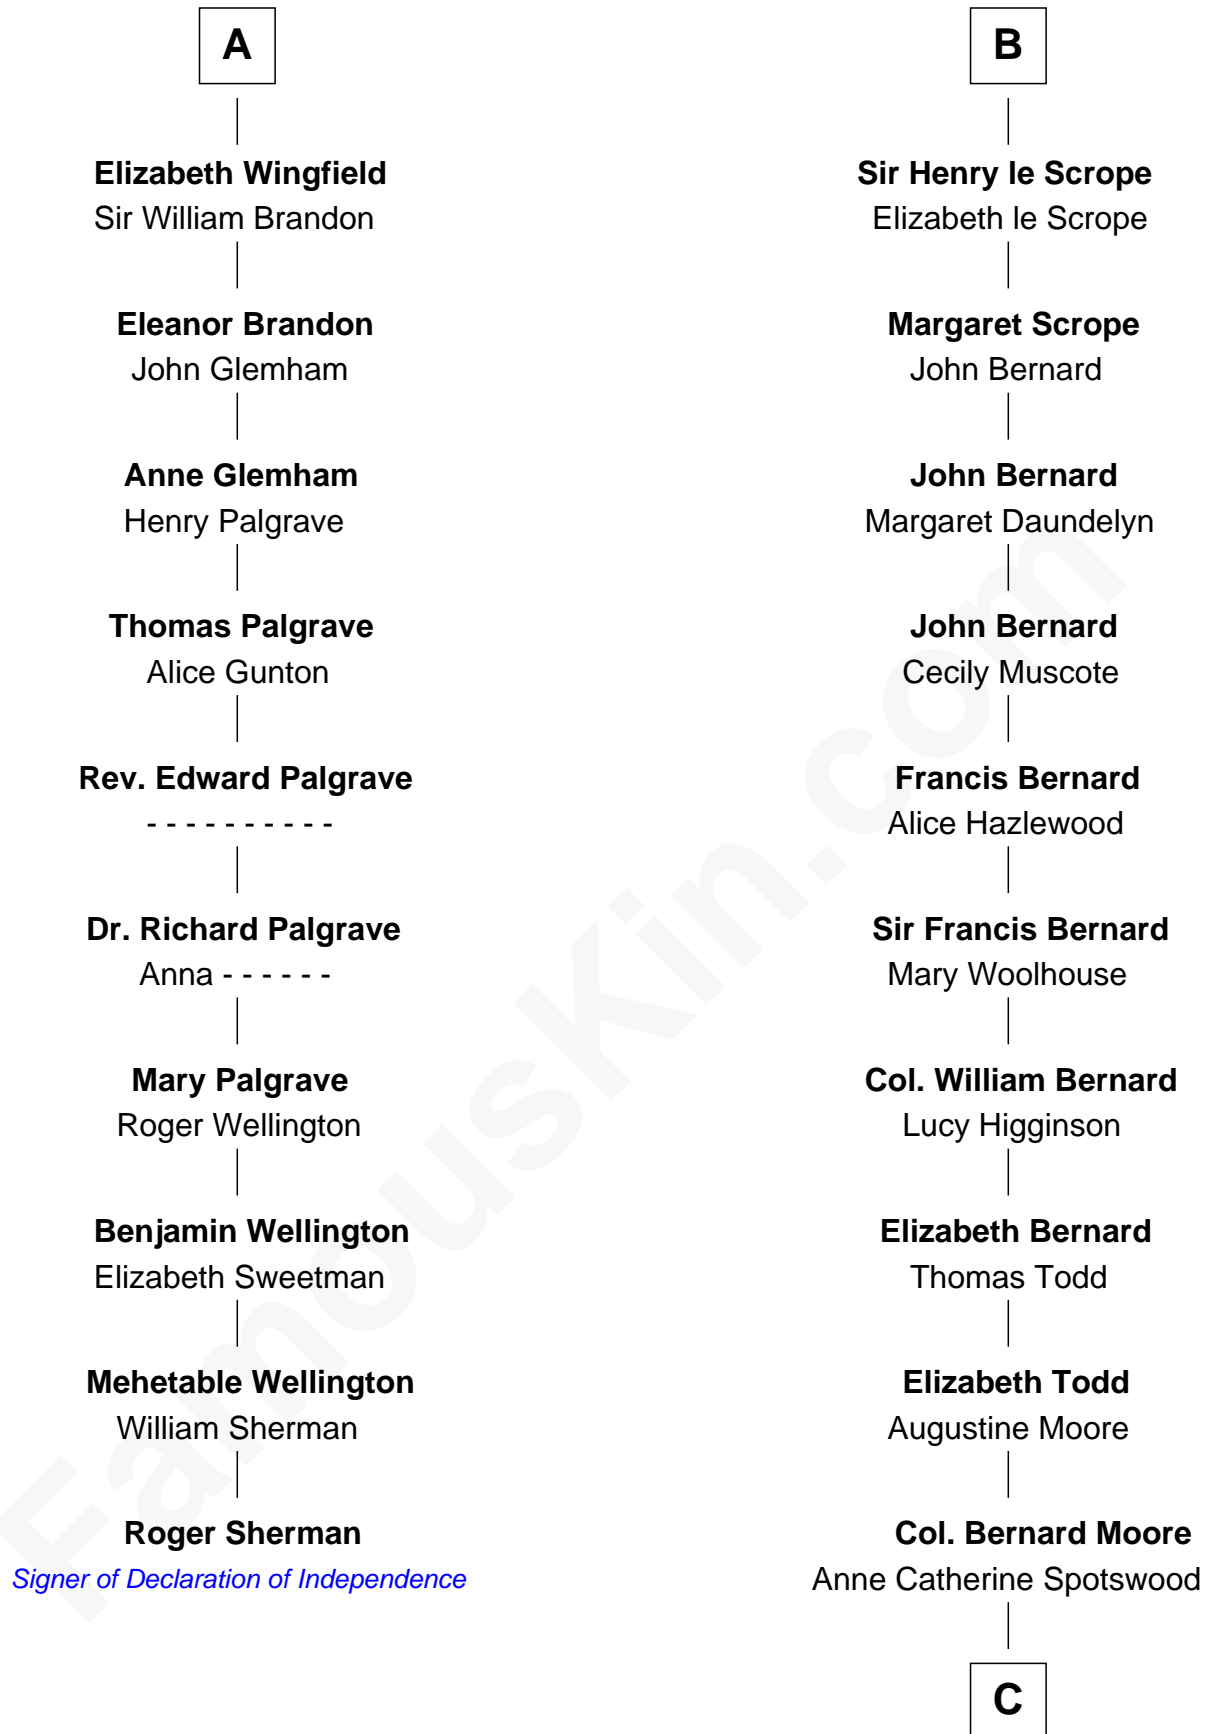 A
Elizabeth Wingfield
Sir William Brandon
Eleanor Brandon
John Glemham
Anne Glemham
Henry Palgrave
Thomas Palgrave
Alice Gunton
Rev. Edward Palgrave
- - - - - - - - - -
Dr. Richard Palgrave
Anna - - - - - -
Mary Palgrave
Roger Wellington
Benjamin Wellington
Elizabeth Sweetman
Mehetable Wellington
William Sherman
Roger Sherman
Signer of Declaration of Independence
B
Sir Henry le Scrope
Elizabeth le Scrope
Margaret Scrope
John Bernard
John Bernard
Margaret Daundelyn
John Bernard
Cecily Muscote
Francis Bernard
Alice Hazlewood
Sir Francis Bernard
Mary Woolhouse
Col. William Bernard
Lucy Higginson
Elizabeth Bernard
Thomas Todd
Elizabeth Todd
Augustine Moore
Col. Bernard Moore
Anne Catherine Spotswood
C
FamousKin.com